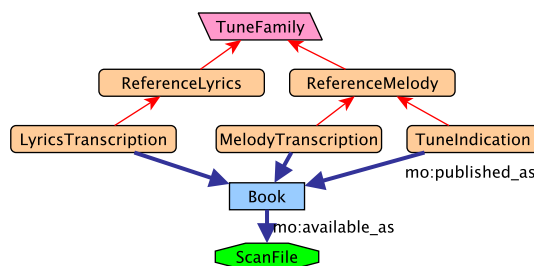 TuneFamily
ReferenceLyrics ReferenceMelody
LyricsTranscription MelodyTranscription TuneIndication
mo:published_as
Book
mo:available_as
ScanFile